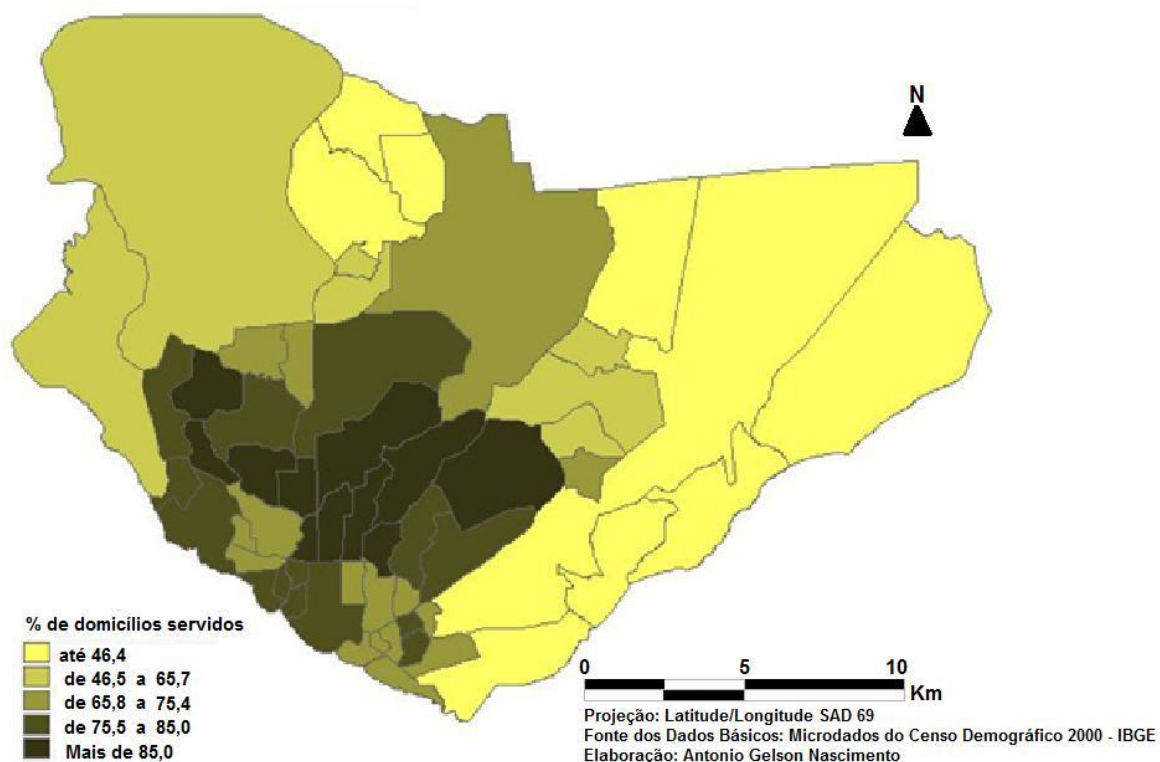 N
% de domicílios servidos
até 46,4
de 46,5 a 65,7
de 65,8 a 75,4
de 75,5 a 85,0
Mais de 85,0
0 5 10
Km
Projeção: Latitude/Longitude SAD 69
Fonte dos Dados Básicos: Microdados do Censo Demográfico 2000 - IBGE
Elaboração: Antonio Gelson Nascimento